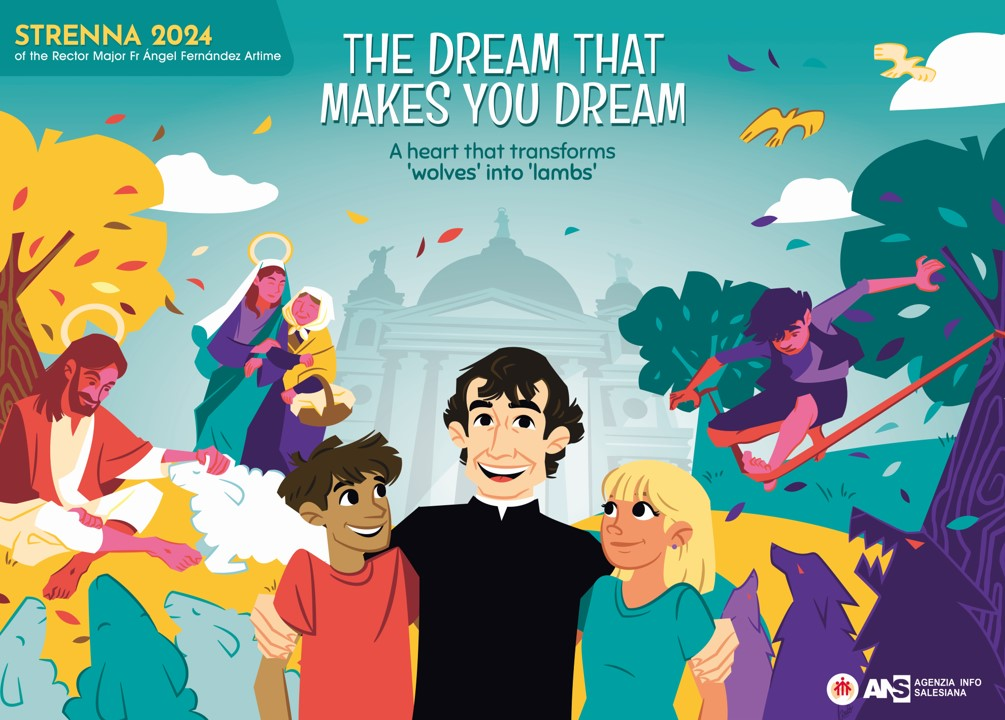 STRENNA 2024
of the Rector Major Fr Ángel Fernández Artime
THE DREAM THAT
MAKES YOU DREAM
A heart that transforms
'wolves' into 'lambs'
ANS AGENZIA INFO
SALESIANA